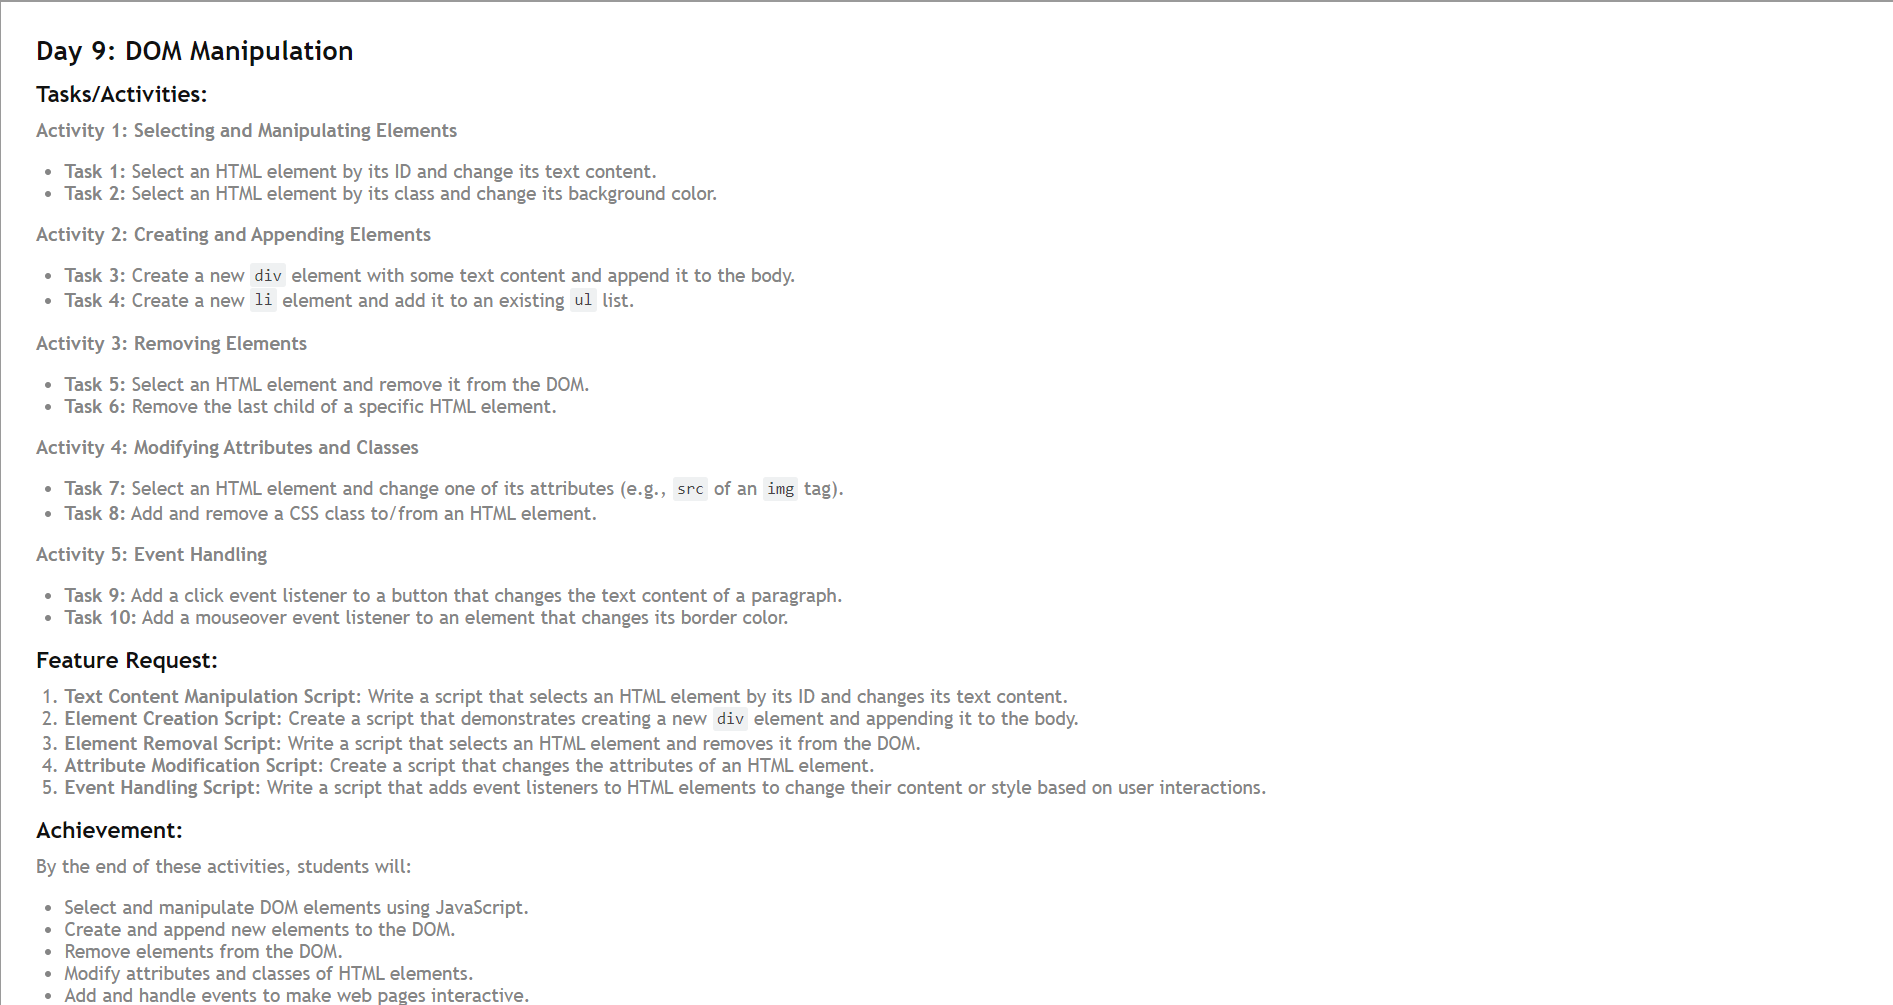 Day 9: DOM Manipulation
Tasks/Activities:
Activity 1: Selecting and Manipulating Elements
• Task 1: Select an HTML element by its ID and change its text content.
• Task 2: Select an HTML element by its class and change its background color.
Activity 2: Creating and Appending Elements
• Task 3: Create a new div element with some text content and append it to the body.
• Task 4: Create a new li element and add it to an existing ul list.
Activity 3: Removing Elements
• Task 5: Select an HTML element and remove it from the DOM.
• Task 6: Remove the last child of a specific HTML element.
Activity 4: Modifying Attributes and Classes
• Task 7: Select an HTML element and change one of its attributes (e.g., src of an img tag).
• Task 8: Add and remove a CSS class to/from an HTML element.
Activity 5: Event Handling
• Task 9: Add a click event listener to a button that changes the text content of a paragraph.
• Task 10: Add a mouseover event listener to an element that changes its border color.
Feature Request:
1. Text Content Manipulation Script: Write a script that selects an HTML element by its ID and changes its text content.
2. Element Creation Script: Create a script that demonstrates creating a new div element and appending it to the body.
3. Element Removal Script: Write a script that selects an HTML element and removes it from the DOM.
4. Attribute Modification Script: Create a script that changes the attributes of an HTML element.
5. Event Handling Script: Write a script that adds event listeners to HTML elements to change their content or style based on user interactions.
Achievement:
By the end of these activities, students will:
• Select and manipulate DOM elements using JavaScript.
• Create and append new elements to the DOM.
• Remove elements from the DOM.
• Modify attributes and classes of HTML elements.
• Add and handle events to make web pages interactive.